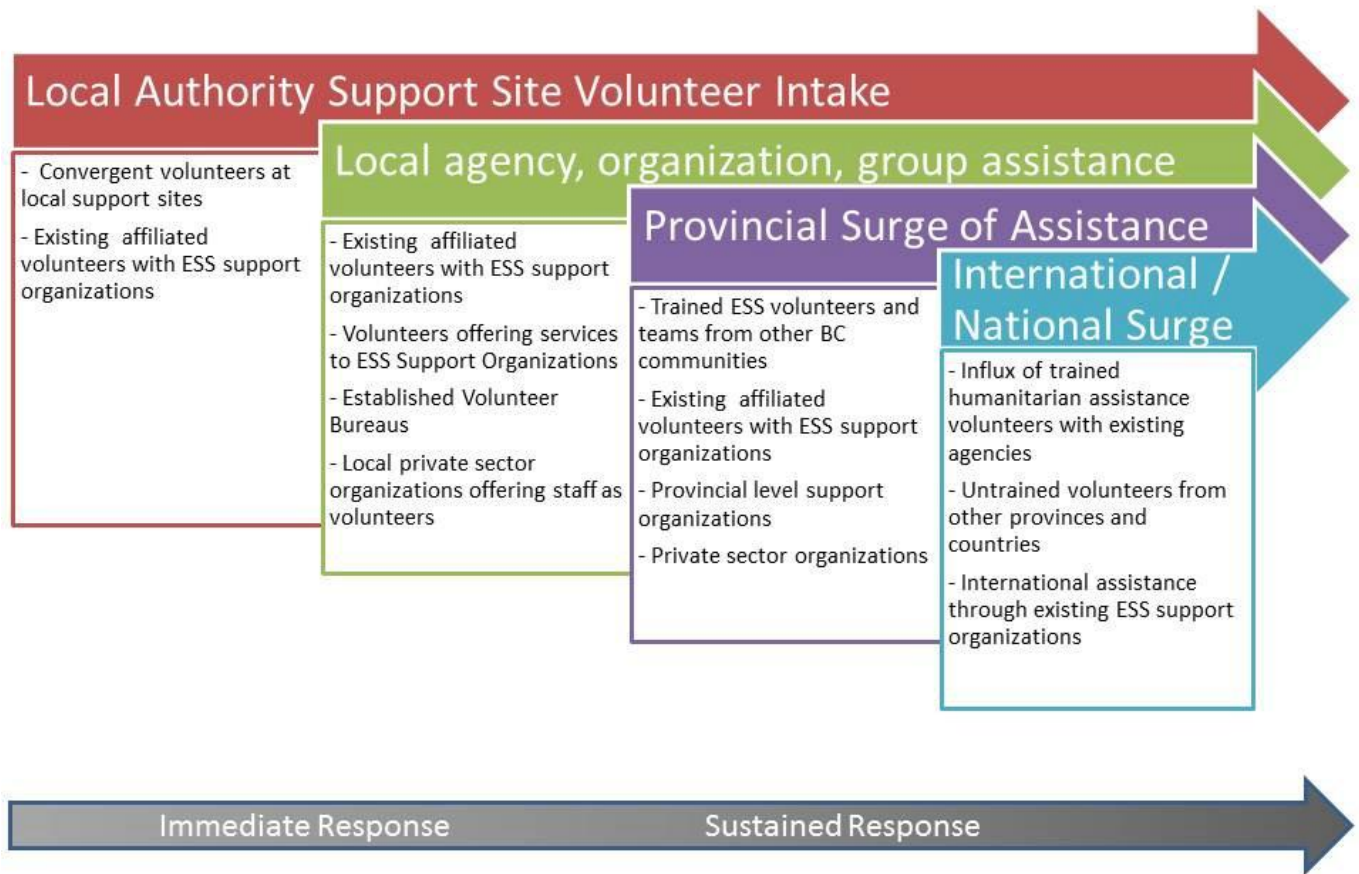 Local Authority Support Site Volunteer Intake
- Convergent volunteers at
local support sites
- Existing affiliated
volunteers with ESS support
organizations
Local agency, organization, group assistance
- Existing affiliated
volunteers with ESS support
organizations
- Volunteers offering services
to ESS Support Organizations
- Established Volunteer
Bureaus
- Local private sector
organizations offering staff as
volunteers
Provincial Surge of Assistance
- Trained ESS volunteers and
teams from other BC
communities
- Existing affiliated
volunteers with ESS support
organizations
- Provincial level support
organizations
- Private sector organizations
International /
National Surge
- Influx of trained
humanitarian assistance
volunteers with existing
agencies
- Untrained volunteers from
other provinces and
countries
- International assistance
through existing ESS support
organizations
Immediate Response
Sustained Response